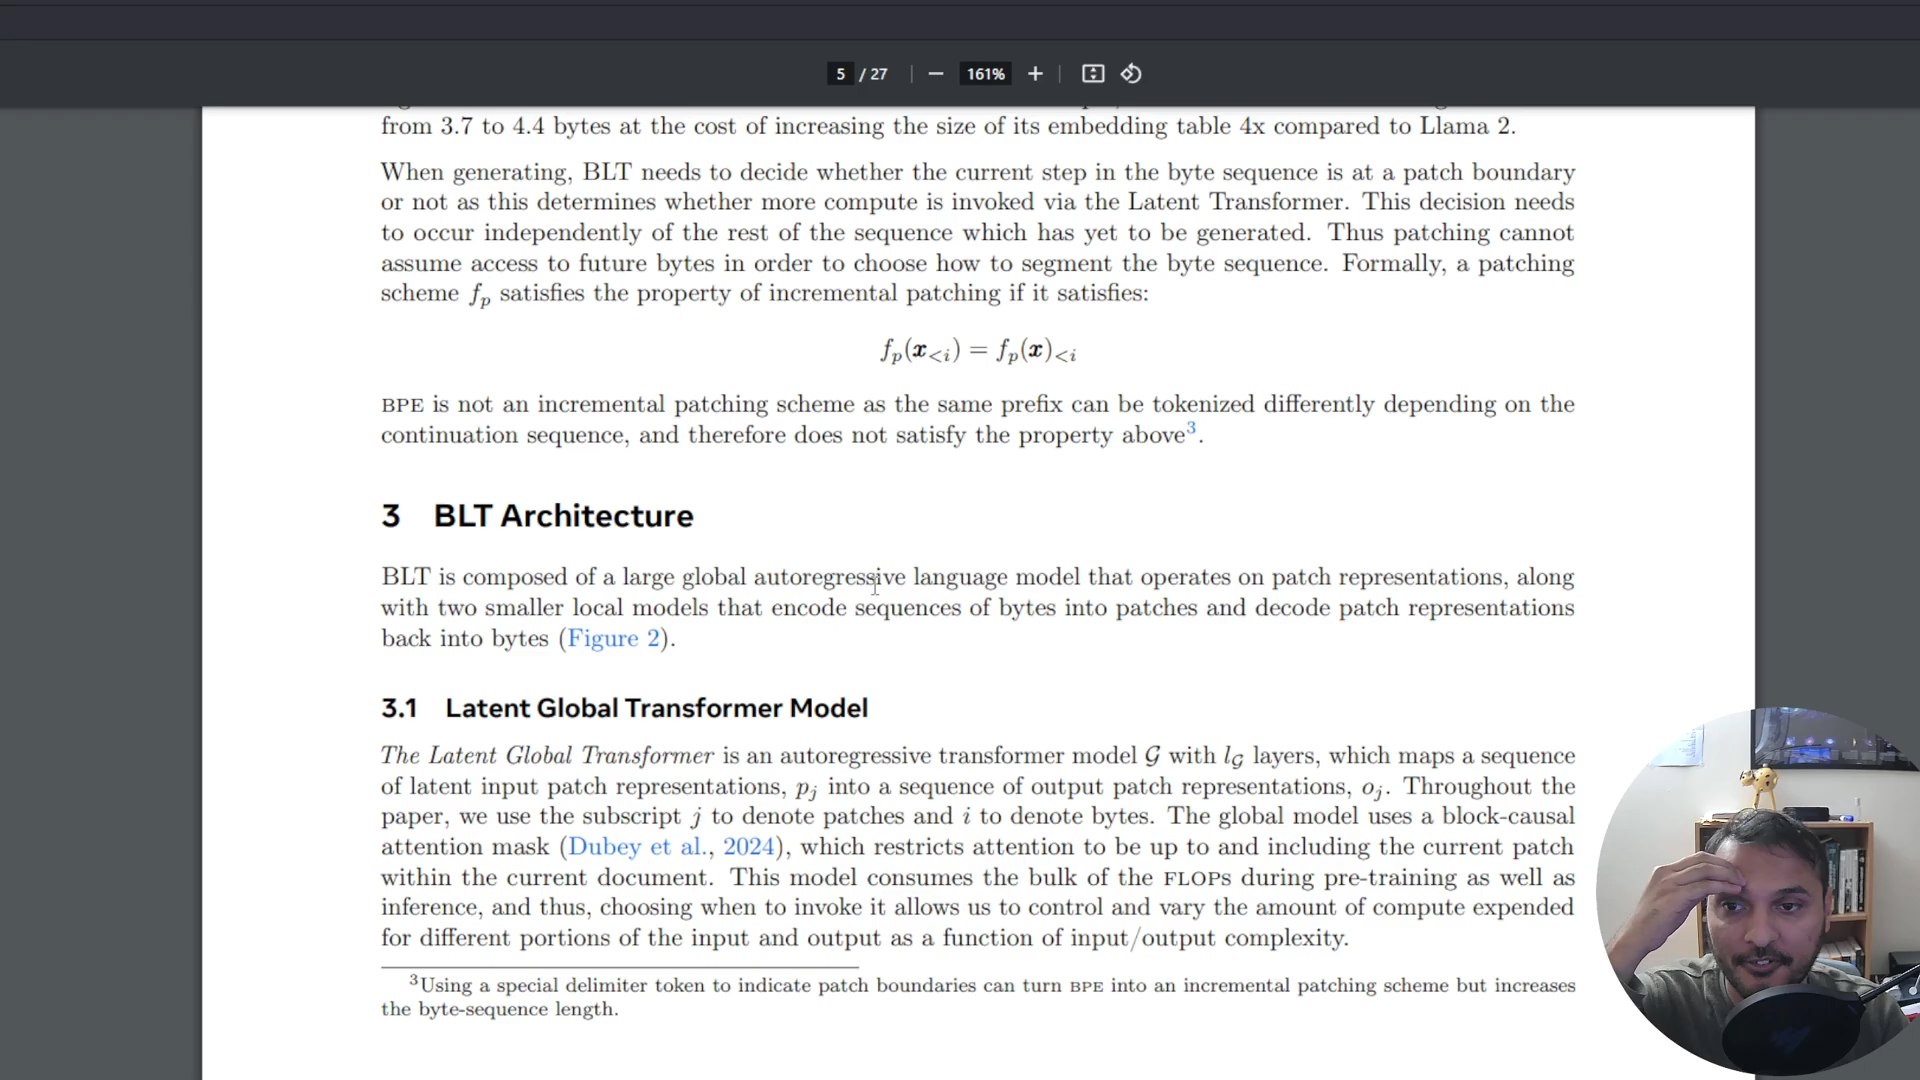 5 / 27
161%
from 3.7 to 4.4 bytes at the cost of increasing the size of its embedding table 4x compared to Llama 2.
When generating, BLT needs to decide whether the current step in the byte sequence is at a patch boundary
or not as this determines whether more compute is invoked via the Latent Transformer. This decision needs
to occur independently of the rest of the sequence which has yet to be generated. Thus patching cannot
assume access to future bytes in order to choose how to segment the byte sequence. Formally, a patching
scheme fₚ satisfies the property of incremental patching if it satisfies:
fₚ(𝒙<i) = fₚ(𝒙)<i
BPE is not an incremental patching scheme as the same prefix can be tokenized differently depending on the
continuation sequence, and therefore does not satisfy the property above³.
3 BLT Architecture
BLT is composed of a large global autoregressive language model that operates on patch representations, along
with two smaller local models that encode sequences of bytes into patches and decode patch representations
back into bytes (Figure 2).
3.1 Latent Global Transformer Model
The Latent Global Transformer is an autoregressive transformer model 𝒢 with l𝒢 layers, which maps a sequence
of latent input patch representations, pⱼ into a sequence of output patch representations, oⱼ. Throughout the
paper, we use the subscript j to denote patches and i to denote bytes. The global model uses a block-causal
attention mask (Dubey et al., 2024), which restricts attention to be up to and including the current patch
within the current document. This model consumes the bulk of the FLOPs during pre-training as well as
inference, and thus, choosing when to invoke it allows us to control and vary the amount of compute expended
for different portions of the input and output as a function of input/output complexity.
³Using a special delimiter token to indicate patch boundaries can turn BPE into an incremental patching scheme but increases
the byte-sequence length.